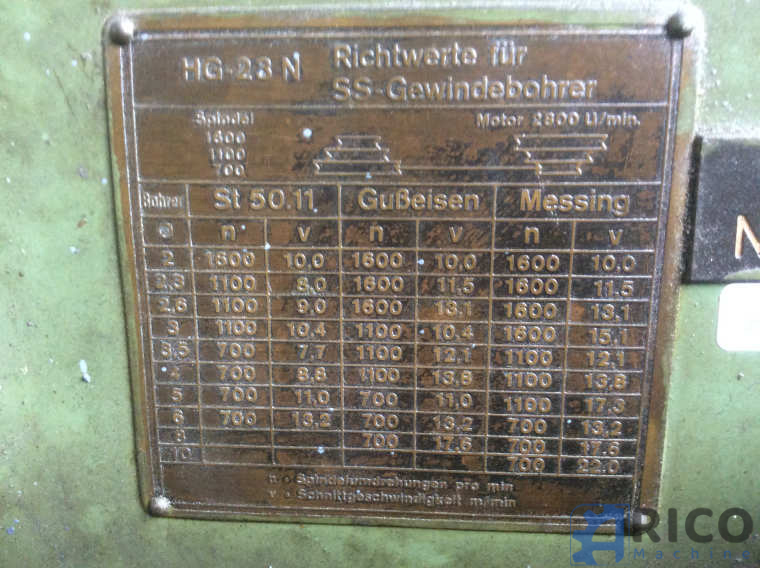 HG-23 N Richtwerte für
SS-Gewindebohrer
Spindel Motor 2800 U/min.
1600
1100
700
Bohrer St 50.11 Gußeisen Messing
n v n v n v
2 1600 10,0 1600 10,0 1600 10,0
2,3 1100 8,0 1600 11,5 1600 11,5
2,6 1100 9,0 1600 13,1 1600 13,1
3 1100 10,4 1100 10,4 1600 15,1
3,5 700 7,7 1100 12,1 1100 12,1
4 700 8,8 1100 13,8 1100 13,8
5 700 11,0 700 11,0 1100 17,3
6 700 13,2 700 13,2 700 13,2
8 700 17,6 700 17,6
10 700 22,0
n = Spindelumdrehungen pro min
v = Schnittgeschwindigkeit m/min
N
ARICO
Machine